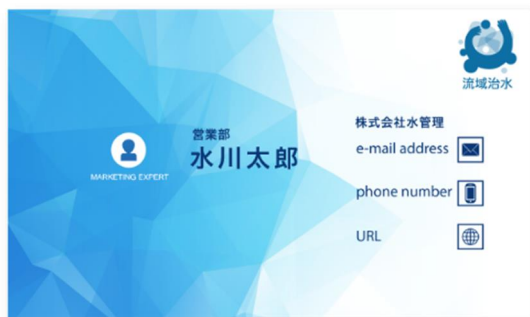 流域治水
営業部
水川太郎
MARKETING EXPERT
株式会社水管理
e-mail address
phone number
URL